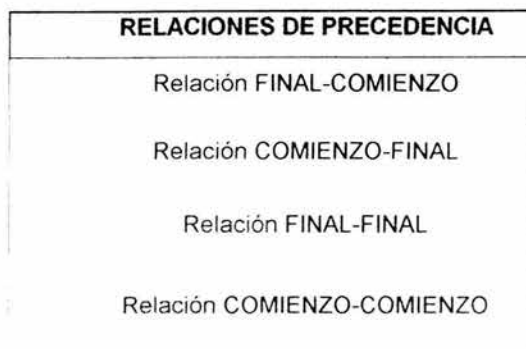 RELACIONES DE PRECEDENCIA
Relación FINAL-COMIENZO
Relación COMIENZO-FINAL
Relación FINAL-FINAL
Relación COMIENZO-COMIENZO